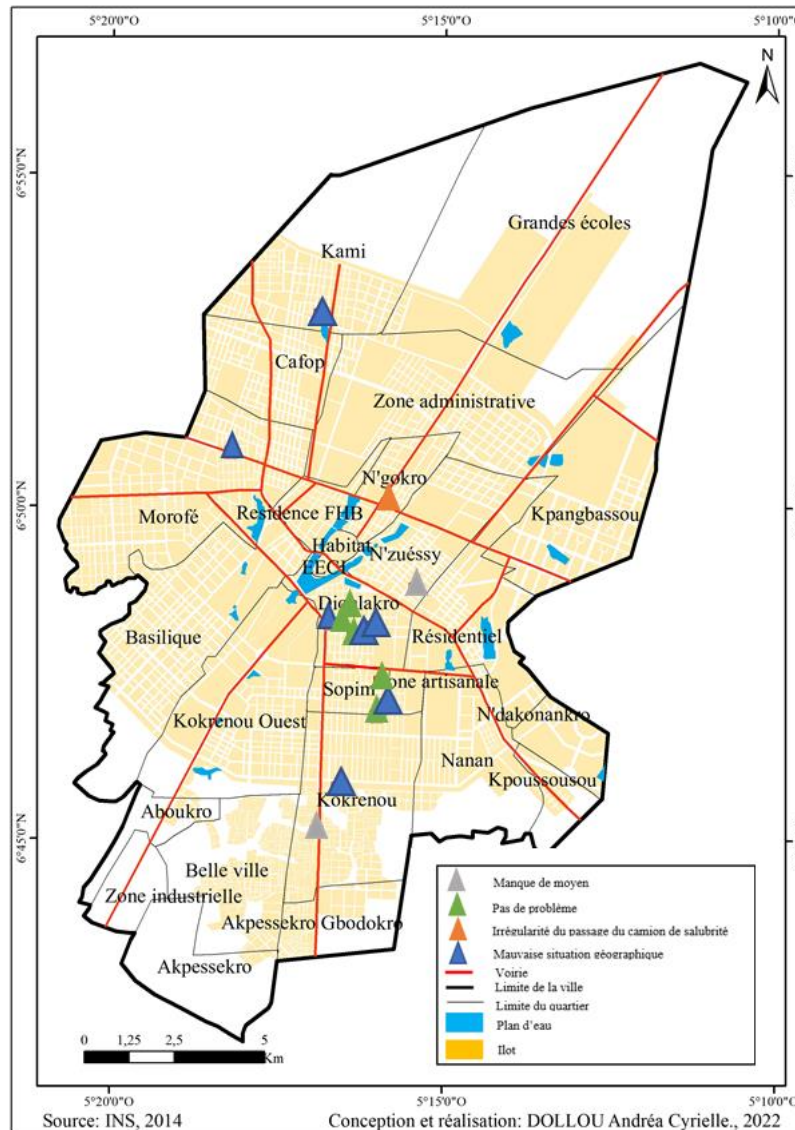 5°20'0"O 5°15'0"O 5°10'0"O
N
6°55'0"N
Grandes écoles
Kami
Cafop
Zone administrative
N'gokro
6°50'0"N
Morofé
Residence FHB
Kpangbassou
Habitat
N'zuéssy
EECI
Dioulakro
Basilique
Résidentiel
Sopim
Zone artisanale
Kokrenou Ouest
N'dakonankro
Nanan
Kpoussousou
Kokrenou
6°45'0"N
Aboukro
Belle ville
Zone industrielle
Akpessekro
Gbodokro
Akpessekro
Manque de moyen
Pas de problème
Irrégularité du passage du camion de salubrité
Mauvaise situation géographique
Voirie
Limite de la ville
Limite du quartier
Plan d'eau
Ilot
0 1,25 2,5 5
Km
5°20'0"O 5°15'0"O 5°10'0"O
Source: INS, 2014 Conception et réalisation: DOLLOU Andréa Cyrielle., 2022